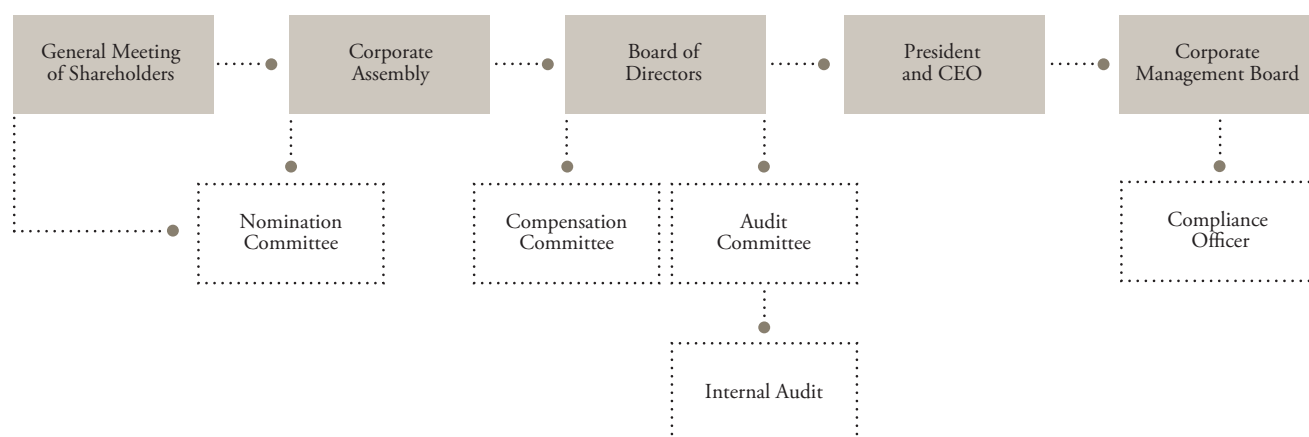 General Meeting
of Shareholders
Corporate
Assembly
Board of
Directors
President
and CEO
Corporate
Management Board
Nomination
Committee
Compensation
Committee
Audit
Committee
Compliance
Officer
Internal Audit